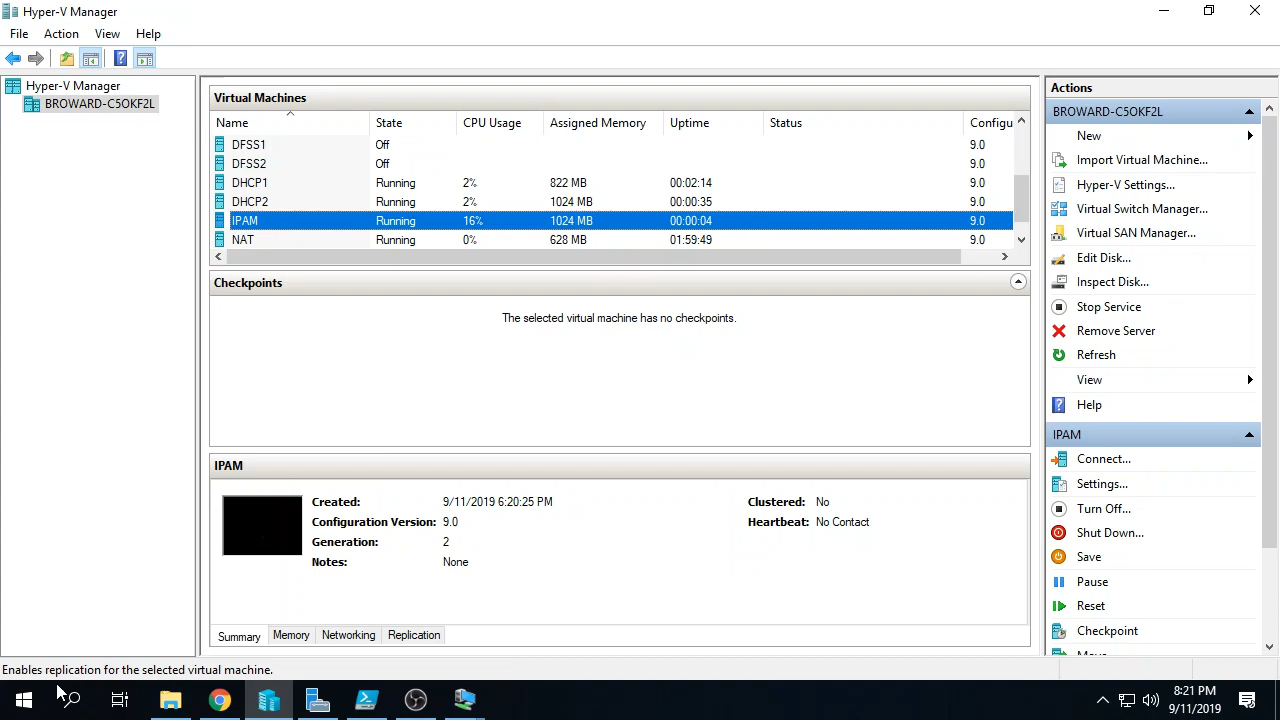 Hyper-V Manager
File Action View Help
Hyper-V Manager
BROWARD-C5OKF2L
Virtual Machines
Name State CPU Usage Assigned Memory Uptime Status Configu
DFSS1 Off 9.0
DFSS2 Off 9.0
DHCP1 Running 2% 822 MB 00:02:14 9.0
DHCP2 Running 2% 1024 MB 00:00:35 9.0
IPAM Running 16% 1024 MB 00:00:04 9.0
NAT Running 0% 628 MB 01:59:49 9.0
Checkpoints
The selected virtual machine has no checkpoints.
IPAM
Created: 9/11/2019 6:20:25 PM Clustered: No
Configuration Version: 9.0 Heartbeat: No Contact
Generation: 2
Notes: None
Summary Memory Networking Replication
Actions
BROWARD-C5OKF2L
New
Import Virtual Machine...
Hyper-V Settings...
Virtual Switch Manager...
Virtual SAN Manager...
Edit Disk...
Inspect Disk...
Stop Service
Remove Server
Refresh
View
Help
IPAM
Connect...
Settings...
Turn Off...
Shut Down...
Save
Pause
Reset
Checkpoint
Enables replication for the selected virtual machine.
8:21 PM
9/11/2019